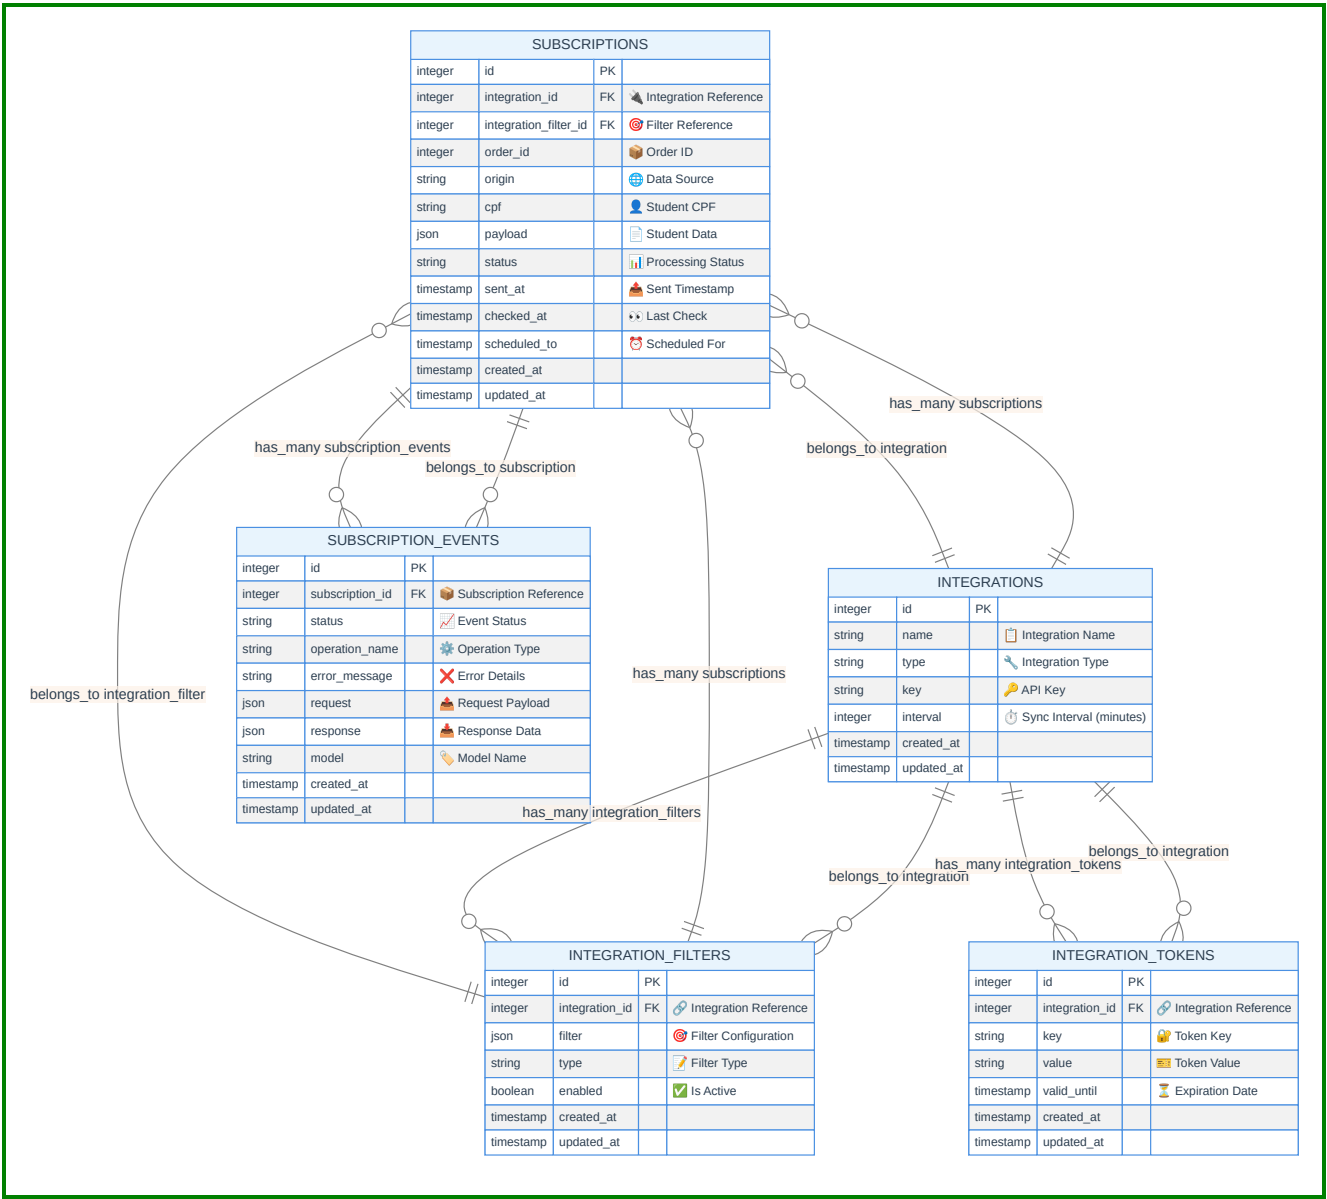 SUBSCRIPTIONS
integer id PK
integer integration_id FK 🔌 Integration Reference
integer integration_filter_id FK 🎯 Filter Reference
integer order_id 📦 Order ID
string origin 🌐 Data Source
string cpf 👤 Student CPF
json payload 📄 Student Data
string status 📊 Processing Status
timestamp sent_at 📤 Sent Timestamp
timestamp checked_at 👀 Last Check
timestamp scheduled_to ⏰ Scheduled For
timestamp created_at
timestamp updated_at
has_many subscriptions
has_many subscription_events
belongs_to integration
belongs_to subscription
SUBSCRIPTION_EVENTS
integer id PK
integer subscription_id FK 📦 Subscription Reference
string status 📈 Event Status
string operation_name ⚙️ Operation Type
string error_message ❌ Error Details
json request 📤 Request Payload
json response 📥 Response Data
string model 🏷️ Model Name
timestamp created_at
timestamp updated_at
INTEGRATIONS
integer id PK
string name 📋 Integration Name
string type 🔧 Integration Type
string key 🔑 API Key
integer interval ⏱️ Sync Interval (minutes)
timestamp created_at
timestamp updated_at
has_many subscriptions
belongs_to integration_filter
has_many integration_filters
belongs_to integration
has_many integration_tokens
belongs_to integration
INTEGRATION_FILTERS
integer id PK
integer integration_id FK 🔗 Integration Reference
json filter 🎯 Filter Configuration
string type 📝 Filter Type
boolean enabled ✅ Is Active
timestamp created_at
timestamp updated_at
INTEGRATION_TOKENS
integer id PK
integer integration_id FK 🔗 Integration Reference
string key 🔐 Token Key
string value 🎫 Token Value
timestamp valid_until ⏳ Expiration Date
timestamp created_at
timestamp updated_at